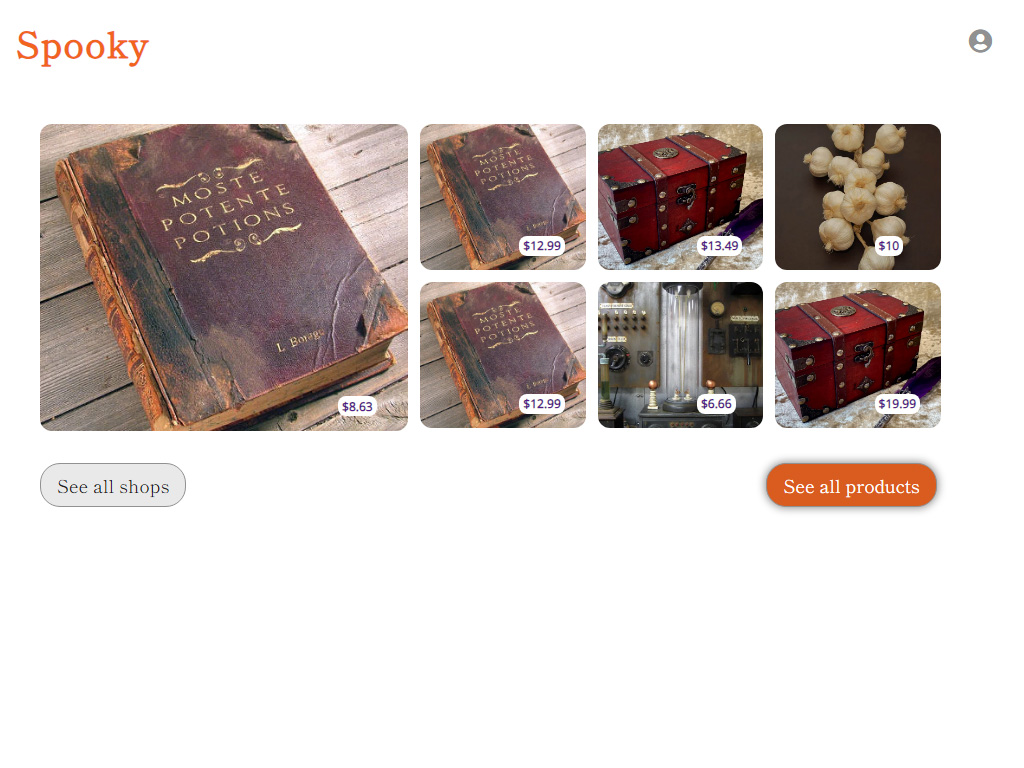 Spooky
MOSTE
POTENTE
POTIONS
L. Borage
$8.63
MOSTE
POTENTE
POTIONS
$12.99
$13.49
$10
MOSTE
POTENTE
POTIONS
$12.99
$6.66
$19.99
See all shops
See all products